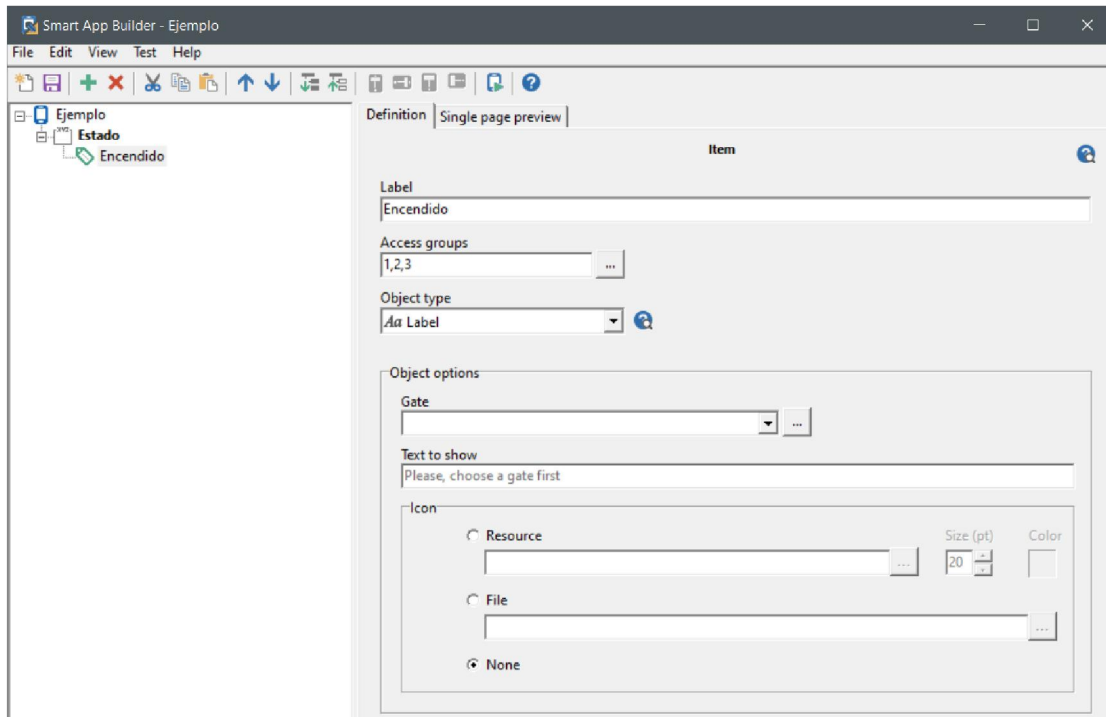 Smart App Builder - Ejemplo
File Edit View Test Help
Ejemplo
Estado
Encendido
Definition Single page preview
Item
Label
Encendido
Access groups
1,2,3 ...
Object type
Aa Label
Object options
Gate
...
Text to show
Please, choose a gate first
Icon
Resource Size (pt) Color
... 20
File
...
None